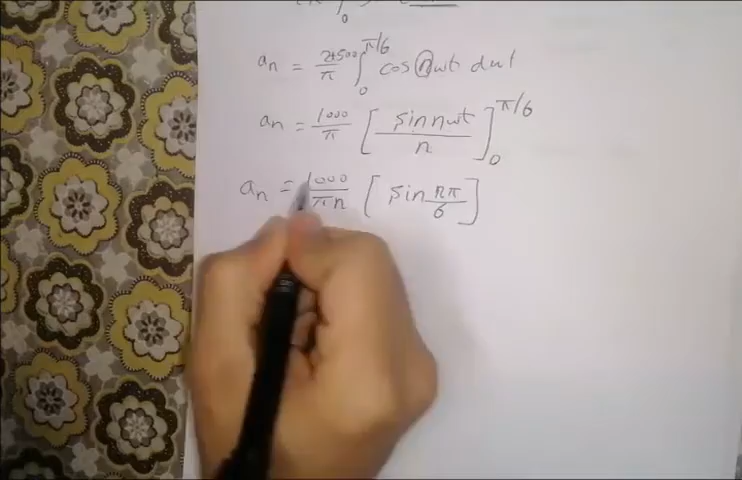 aₙ = 2×500/π ∫₀^π/6 cos nωt dωt
aₙ = 1000/π [ sin nωt / n ]₀^π/6
aₙ = 1000/πn [ sin nπ/6 ]